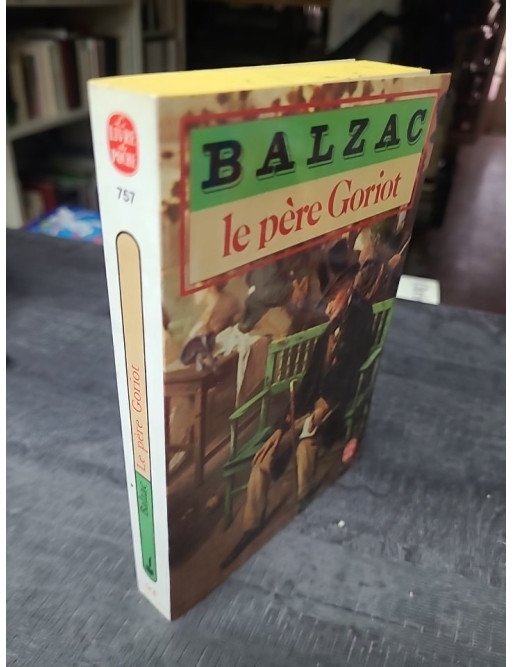 LE LIVRE
de
POCHE
757
Balzac Le père Goriot
BALZAC
le père Goriot